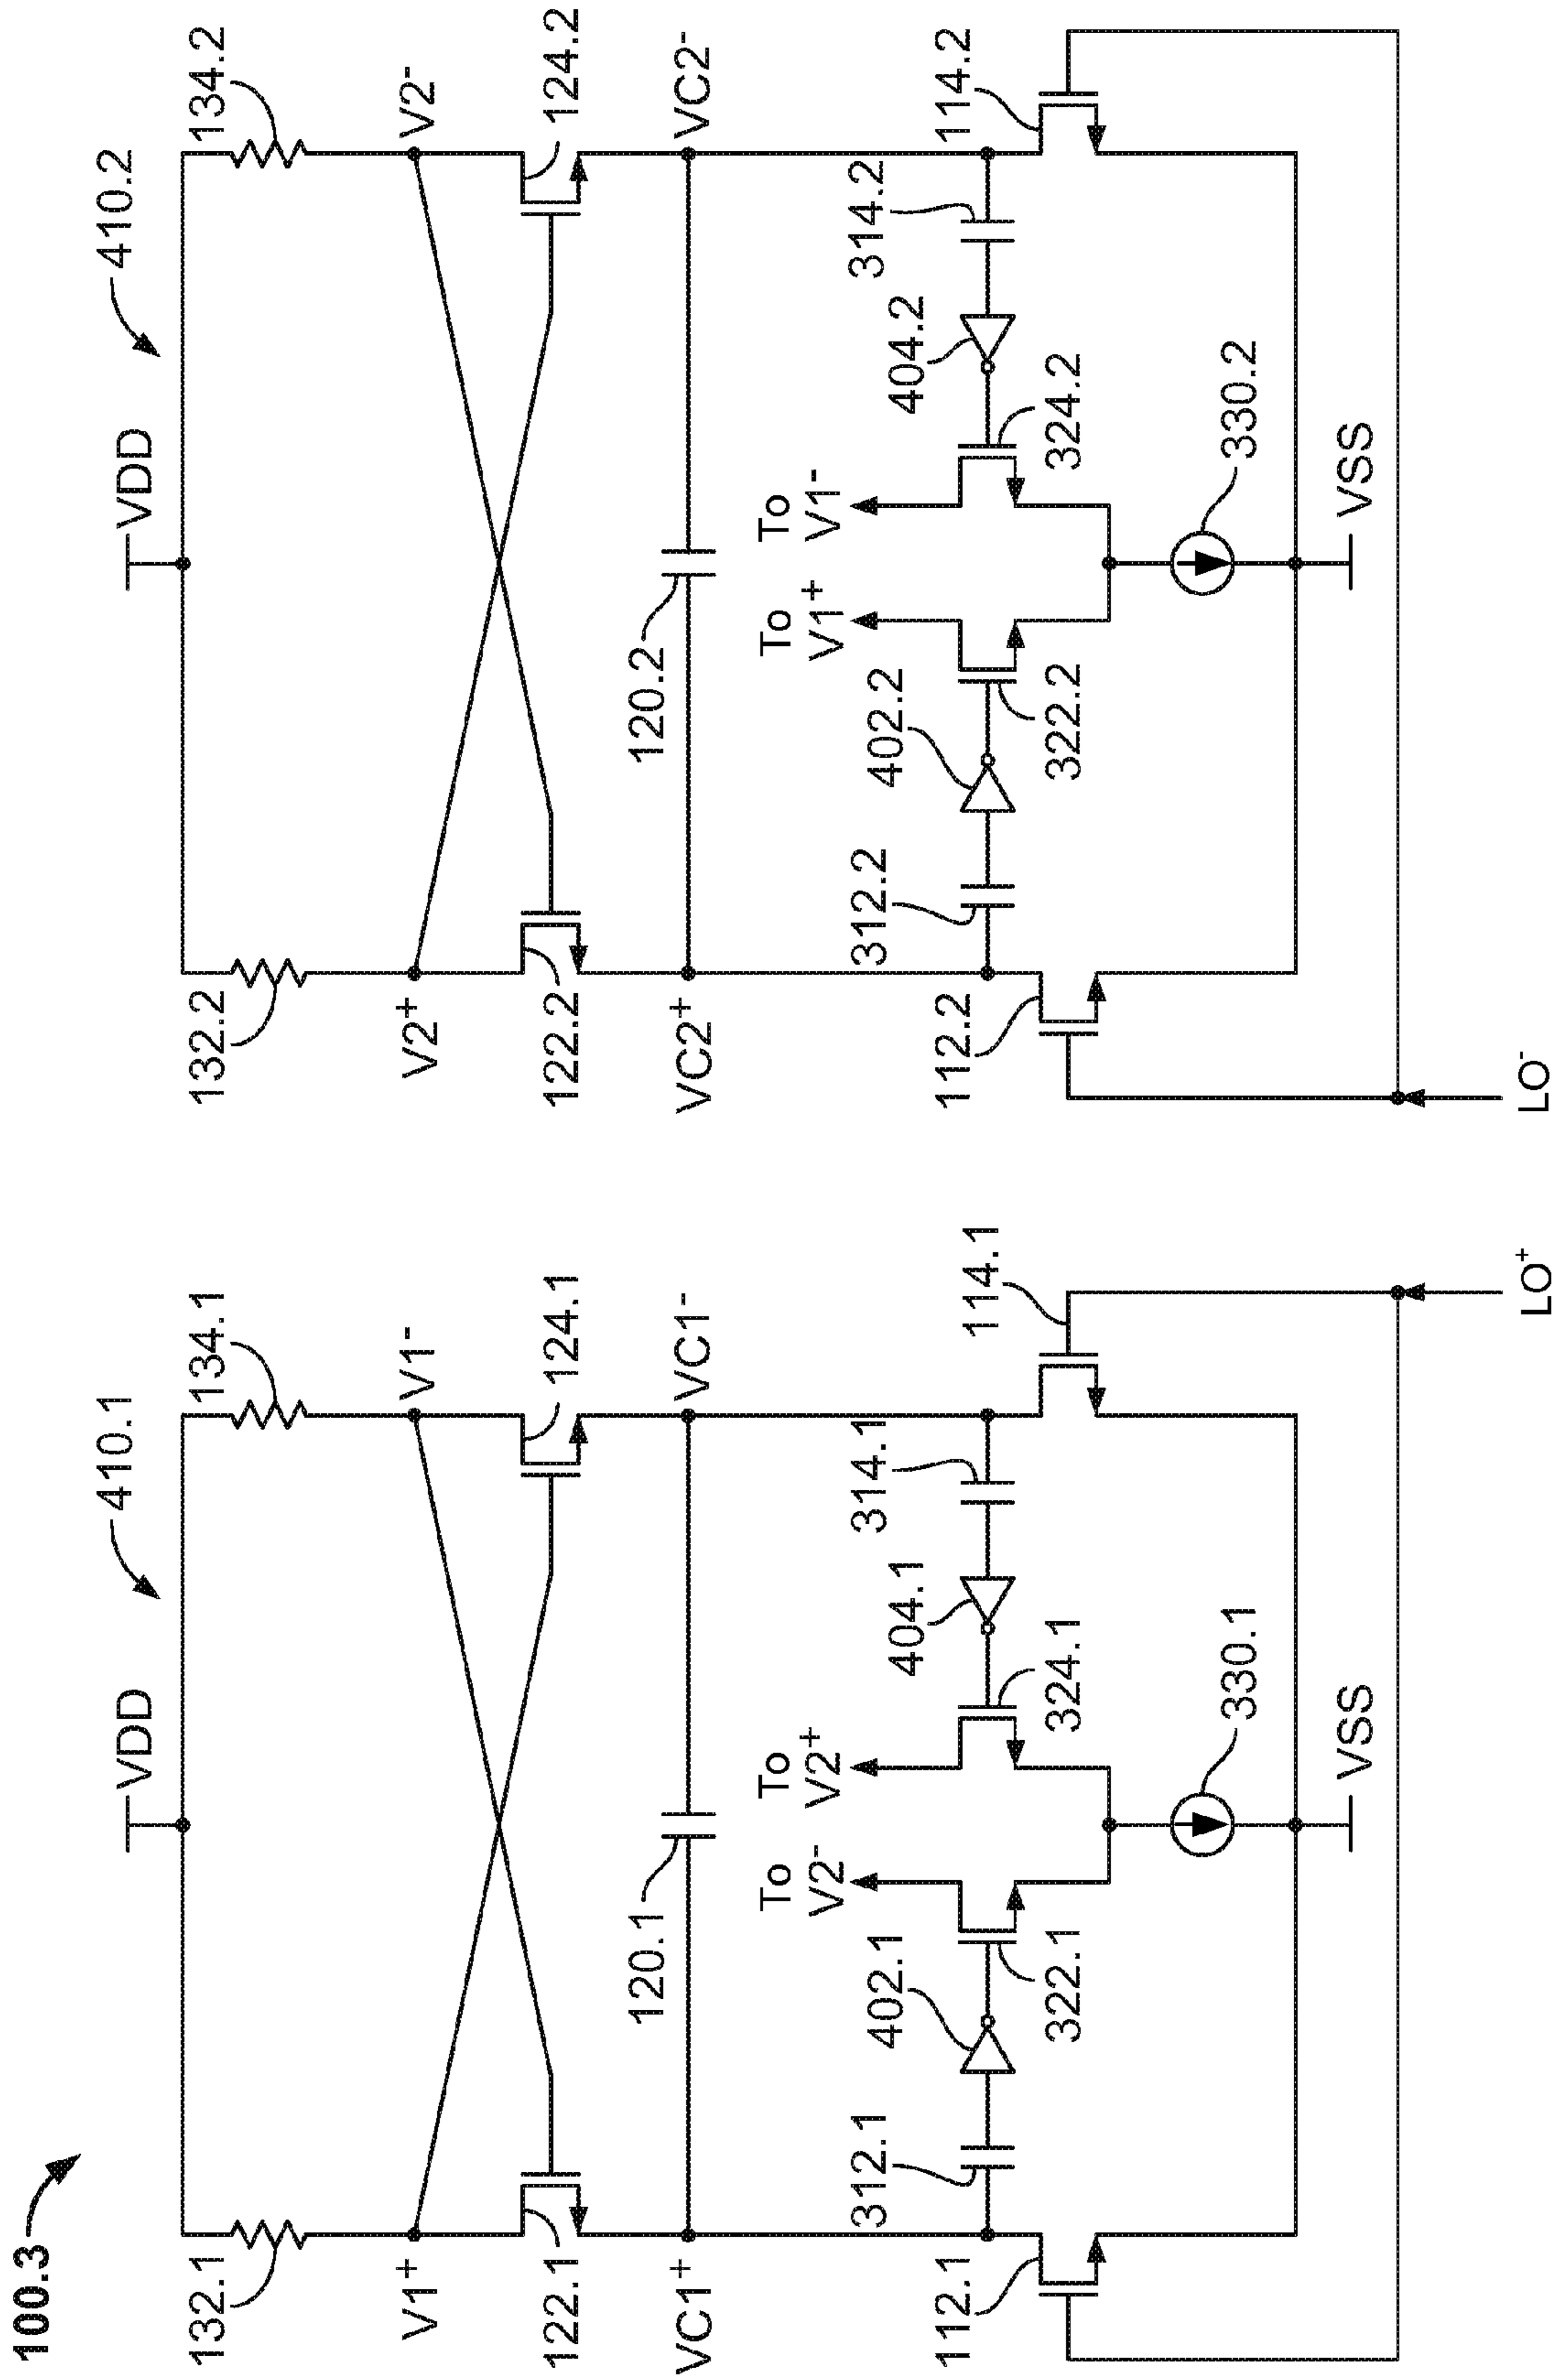 100.3
410.1
VDD
132.1
134.1
V1+
V1-
122.1
124.1
VC1+
VC1-
120.1
To
V2-
To
V2+
312.1
402.1
404.1
314.1
112.1
322.1
324.1
114.1
330.1
VSS
LO+
410.2
VDD
132.2
134.2
V2+
V2-
122.2
124.2
VC2+
VC2-
120.2
To
V1+
To
V1-
312.2
402.2
404.2
314.2
112.2
322.2
324.2
114.2
330.2
VSS
LO-